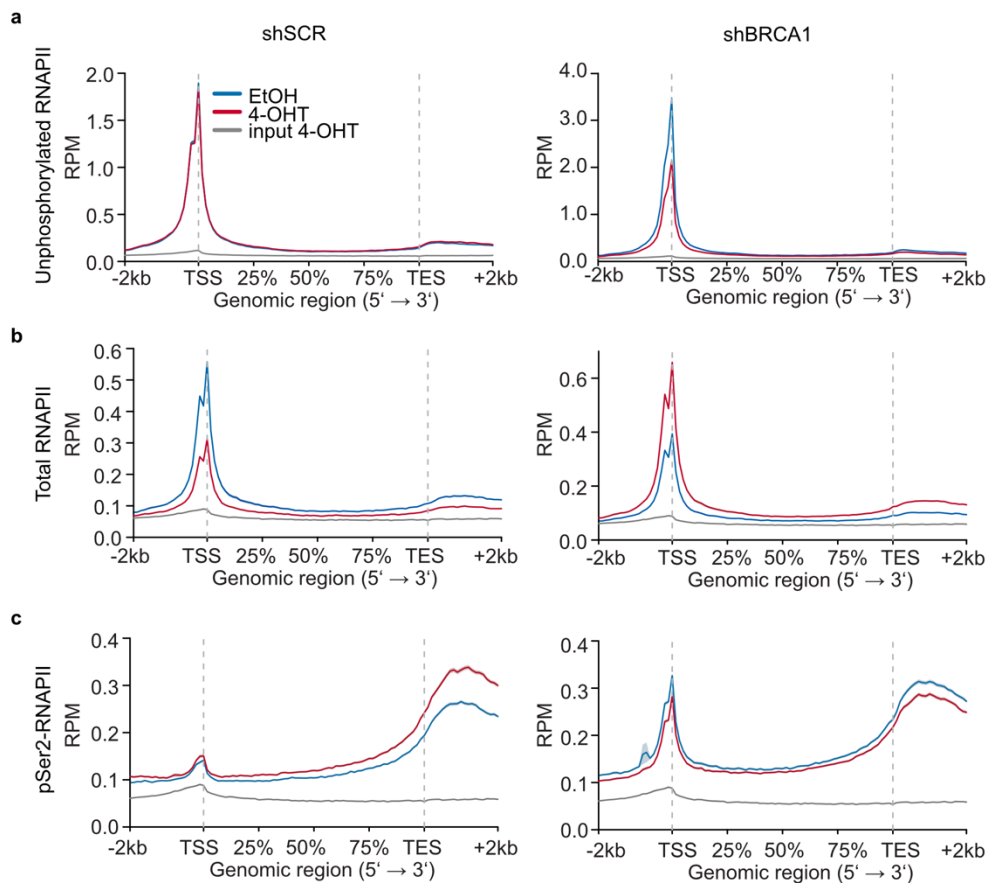 a
shSCR
shBRCA1
Unphosphorylated RNAPII
RPM
2.0
1.5
1.0
0.5
0.0
EtOH
4-OHT
input 4-OHT
-2kb TSS 25% 50% 75% TES +2kb
Genomic region (5‘ → 3‘)
RPM
4.0
3.0
2.0
1.0
0.0
-2kb TSS 25% 50% 75% TES +2kb
Genomic region (5‘ → 3‘)
b
Total RNAPII
RPM
0.6
0.5
0.4
0.3
0.2
0.1
0.0
-2kb TSS 25% 50% 75% TES +2kb
Genomic region (5‘ → 3‘)
RPM
0.6
0.4
0.2
0.0
-2kb TSS 25% 50% 75% TES +2kb
Genomic region (5‘ → 3‘)
c
pSer2-RNAPII
RPM
0.4
0.3
0.2
0.1
0.0
-2kb TSS 25% 50% 75% TES +2kb
Genomic region (5‘ → 3‘)
RPM
0.4
0.3
0.2
0.1
0.0
-2kb TSS 25% 50% 75% TES +2kb
Genomic region (5‘ → 3‘)